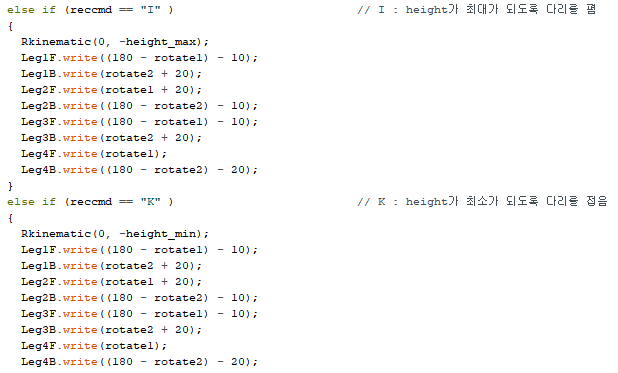 else if (reccmd == "I" ) // I : height가 최대가 되도록 다리를 폄
{
Rkinematic(0, -height_max);
Leg1F.write((180 - rotate1) - 10);
Leg1B.write(rotate2 + 20);
Leg2F.write(rotate1 + 20);
Leg2B.write((180 - rotate2) - 10);
Leg3F.write((180 - rotate1) - 10);
Leg3B.write(rotate2 + 20);
Leg4F.write(rotate1);
Leg4B.write((180 - rotate2) - 20);
}
else if (reccmd == "K" ) // K : height가 최소가 되도록 다리를 접음
{
Rkinematic(0, -height_min);
Leg1F.write((180 - rotate1) - 10);
Leg1B.write(rotate2 + 20);
Leg2F.write(rotate1 + 20);
Leg2B.write((180 - rotate2) - 10);
Leg3F.write((180 - rotate1) - 10);
Leg3B.write(rotate2 + 20);
Leg4F.write(rotate1);
Leg4B.write((180 - rotate2) - 20);